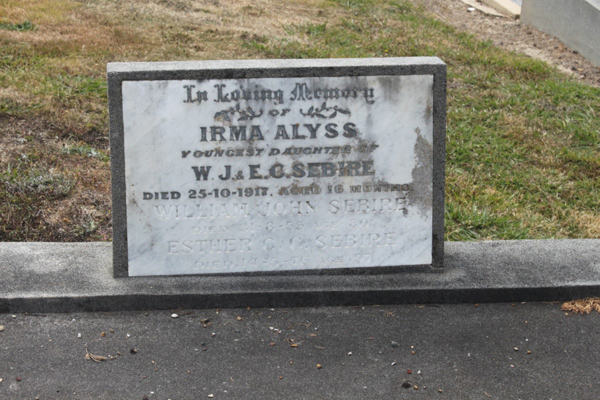 In Loving Memory
OF
IRMA ALYSS
YOUNGEST DAUGHTER OF
W.J. & E.C. SEBIRE
DIED 25-10-1917, AGED 16 MONTHS
WILLIAM JOHN SEBIRE
ESTHER C. C. SEBIRE
DIED